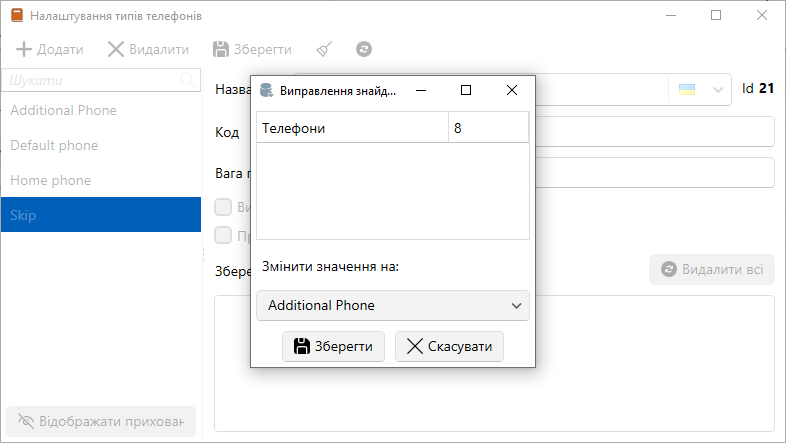 Налаштування типів телефонів
Додати
Видалити
Зберегти
Шукати
Additional Phone
Default phone
Home phone
Skip
Відображати прихован
Назва
Id 21
Код
Вага п
Ви
Пр
Збере
Видалити всі
Виправлення знайд...
Телефони 8
Змінити значення на:
Additional Phone
Зберегти
Скасувати